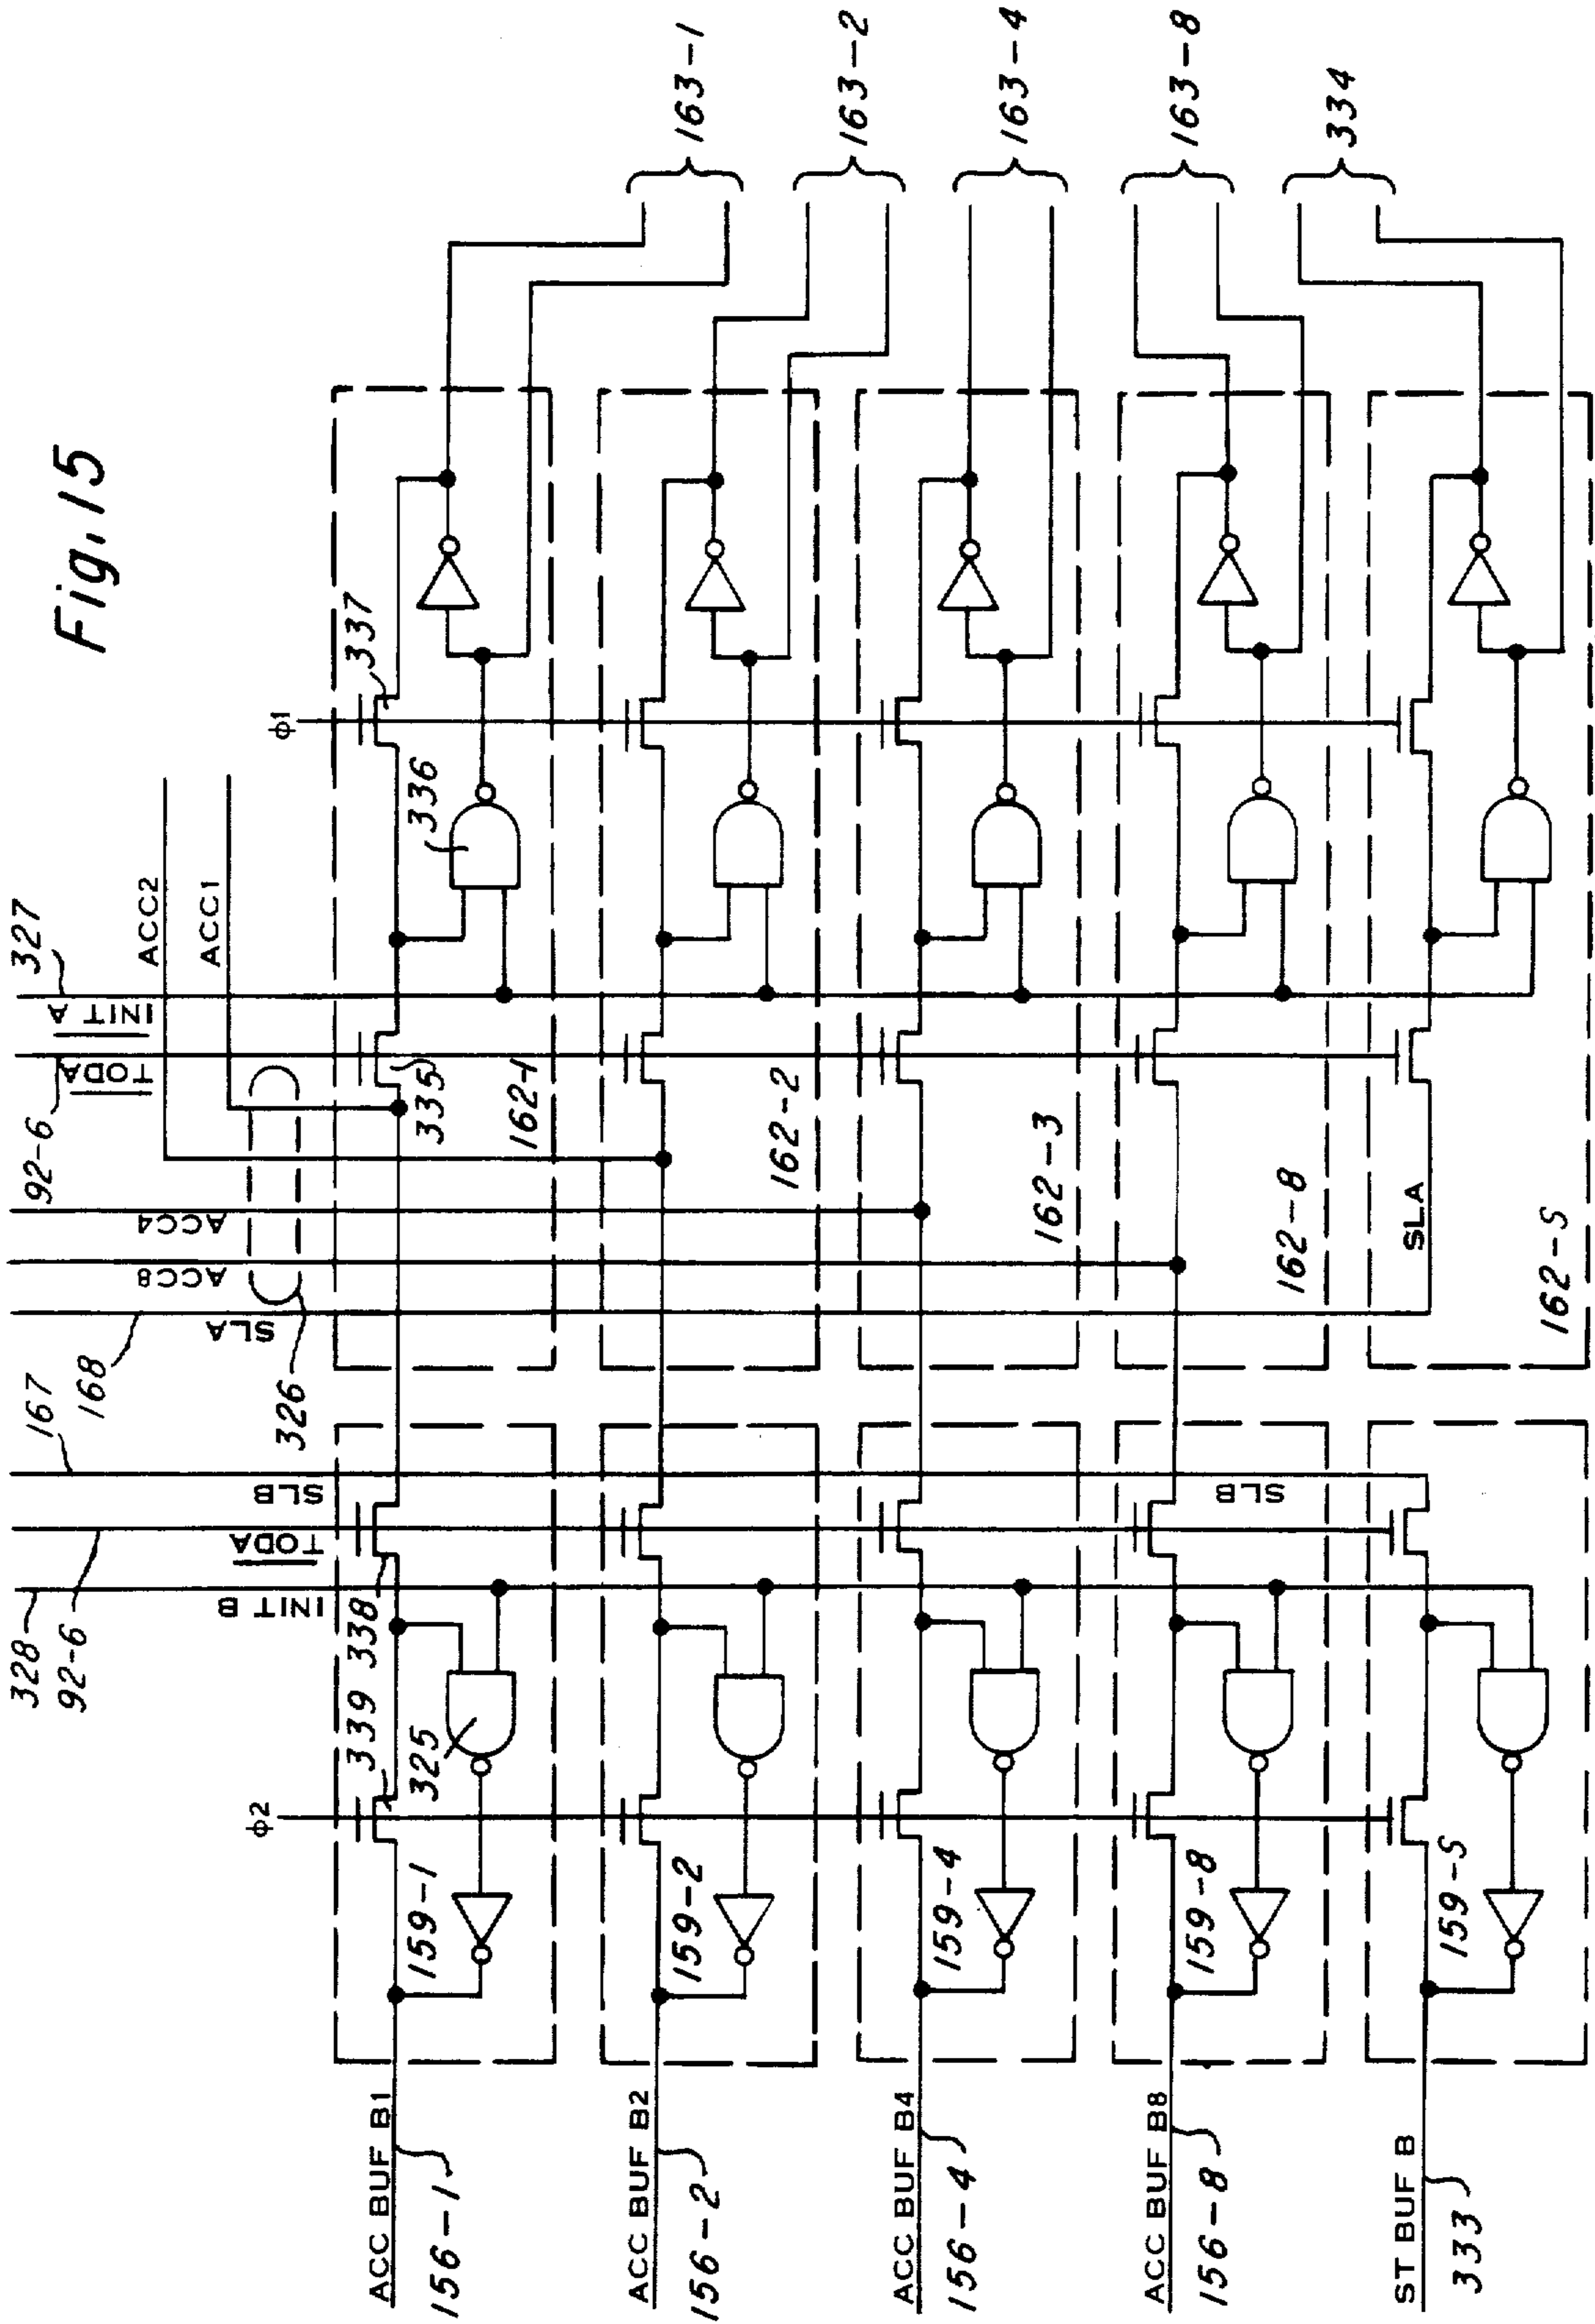 Fig. 15
327
ACC2
ACC1
INIT A
TODA
92-6
ACC4
ACC8
SLA
168
167
326
SLB
TODA
INIT B
328
92-6
φ1
337
336
335
162-1
338
339
325
φ2
159-1
ACC BUF B1
156-1
163-1
162-2
159-2
ACC BUF B2
156-2
163-2
162-3
159-4
ACC BUF B4
156-4
163-4
162-8
SLB
159-8
ACC BUF B8
156-8
163-8
SLA
162-S
159-S
ST BUF B
333
334